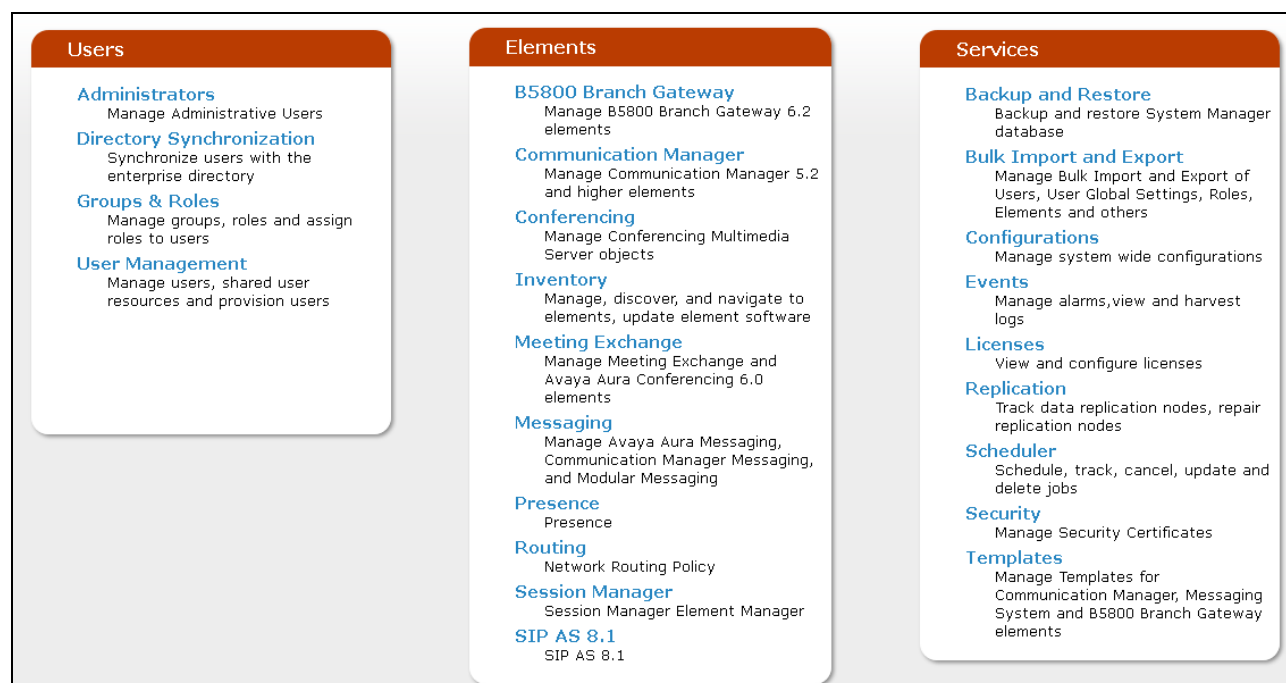 Users
Administrators
Manage Administrative Users
Directory Synchronization
Synchronize users with the
enterprise directory
Groups & Roles
Manage groups, roles and assign
roles to users
User Management
Manage users, shared user
resources and provision users
Elements
B5800 Branch Gateway
Manage B5800 Branch Gateway 6.2
elements
Communication Manager
Manage Communication Manager 5.2
and higher elements
Conferencing
Manage Conferencing Multimedia
Server objects
Inventory
Manage, discover, and navigate to
elements, update element software
Meeting Exchange
Manage Meeting Exchange and
Avaya Aura Conferencing 6.0
elements
Messaging
Manage Avaya Aura Messaging,
Communication Manager Messaging,
and Modular Messaging
Presence
Presence
Routing
Network Routing Policy
Session Manager
Session Manager Element Manager
SIP AS 8.1
SIP AS 8.1
Services
Backup and Restore
Backup and restore System Manager
database
Bulk Import and Export
Manage Bulk Import and Export of
Users, User Global Settings, Roles,
Elements and others
Configurations
Manage system wide configurations
Events
Manage alarms,view and harvest
logs
Licenses
View and configure licenses
Replication
Track data replication nodes, repair
replication nodes
Scheduler
Schedule, track, cancel, update and
delete jobs
Security
Manage Security Certificates
Templates
Manage Templates for
Communication Manager, Messaging
System and B5800 Branch Gateway
elements